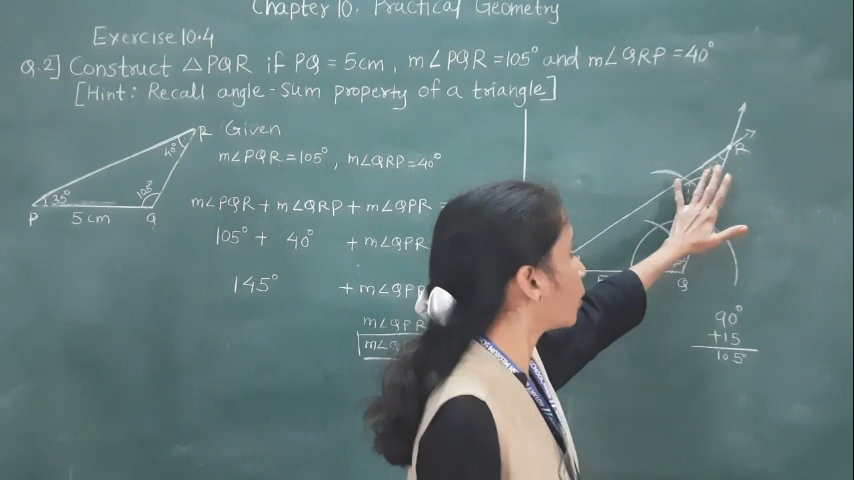 Chapter 10. Practical Geometry
Exercise 10.4
Q.2] Construct △PQR if PQ = 5cm, m∠PQR = 105° and m∠QRP = 40°
[Hint: Recall angle-sum property of a triangle]
R
40°
35°
105°
P
5cm
Q
Given
m∠PQR = 105°, m∠QRP = 40°
m∠PQR + m∠QRP + m∠QPR =
105° + 40° + m∠QPR
145° + m∠QPR
m∠QPR
m∠Q
R
5
Q
90°
+15
105°